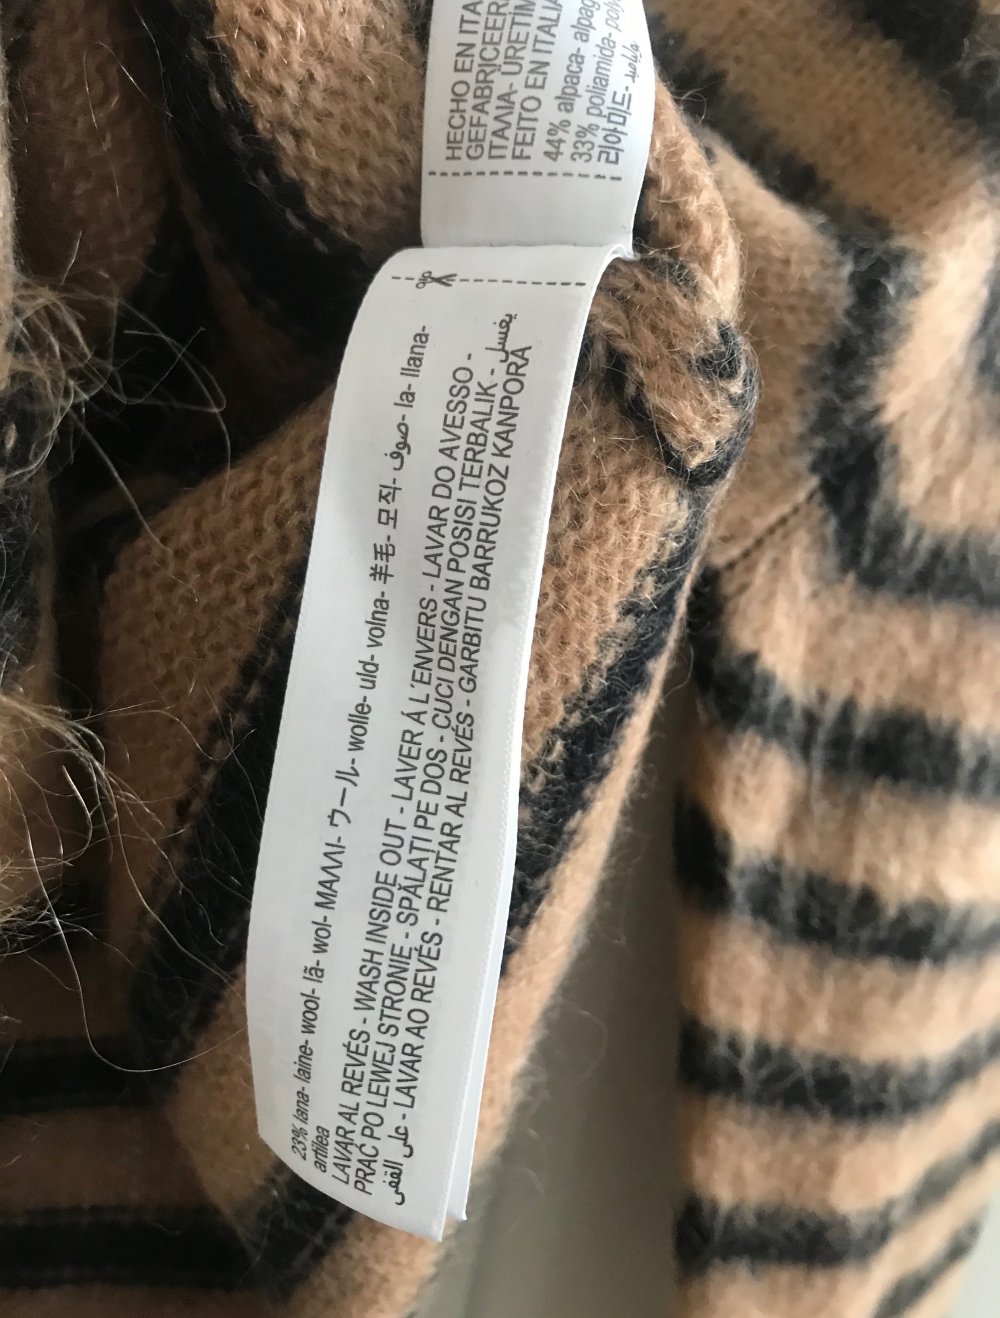 HECHO EN ITA
GEFABRICEER
ΙΤΑΛΙΑ- URETIM
FEITO EN ITALIA
44% alpaca- alpag
33% poliamida- poly
리아미드- بولياميد
23% lana- laine- wool- lã- wol- ΜΑΛΛΙ- ウール- wolle- uld- volna- 羊毛- 모직- صوف- la- llana-
artilea
LAVAR AL REVÉS - WASH INSIDE OUT - LAVER Á L´ENVERS - LAVAR DO AVESSO -
PRAĆ PO LEWEJ STRONIE - SPĂLAȚI PE DOS - CUCI DENGAN POSISI TERBALIK - يغسل
على القفى - LAVAR AO REVÉS - RENTAR AL REVÉS - GARBITU BARRUKOZ KANPORA